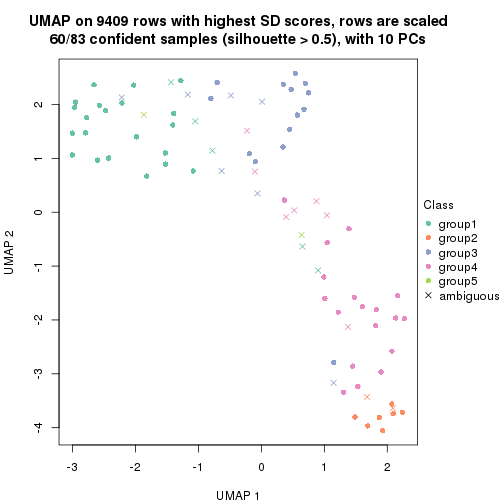 UMAP on 9409 rows with highest SD scores, rows are scaled
60/83 confident samples (silhouette > 0.5), with 10 PCs
2
1
0
-1
-2
-3
-4
UMAP 2
-3
-2
-1
0
1
2
UMAP 1
Class
group1
group2
group3
group4
group5
ambiguous